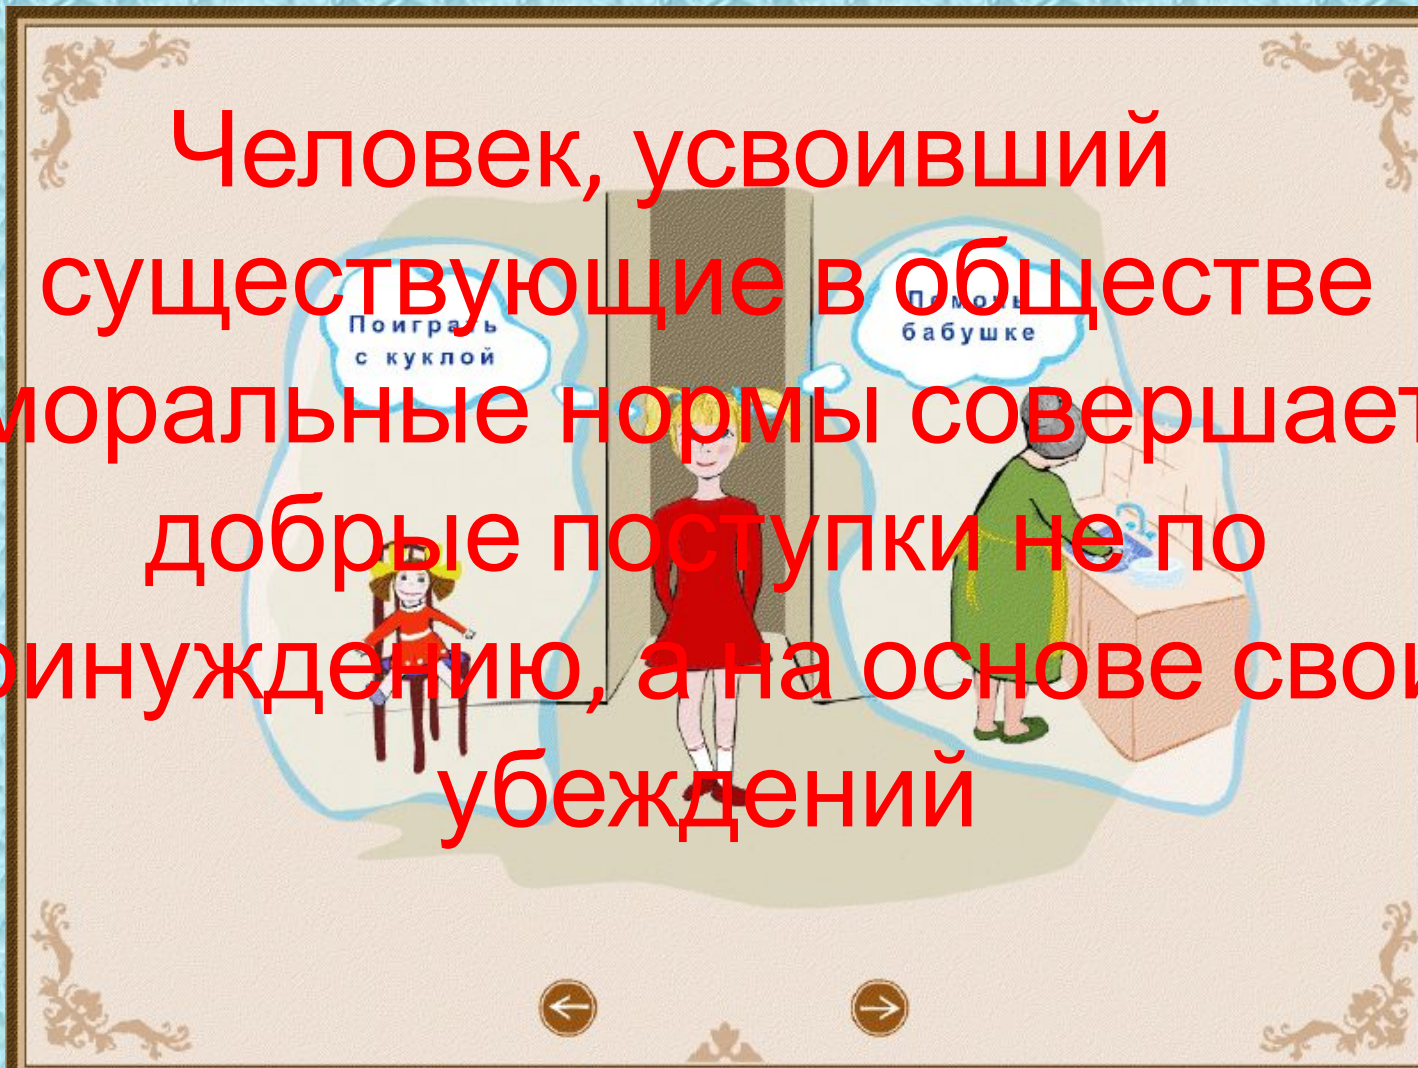 Человек, усвоивший
существующие в обществе
моральные нормы совершает
добрые поступки не по
ринуждению, а на основе свои
убеждений
Поиграть
с куклой
Помочь
бабушке